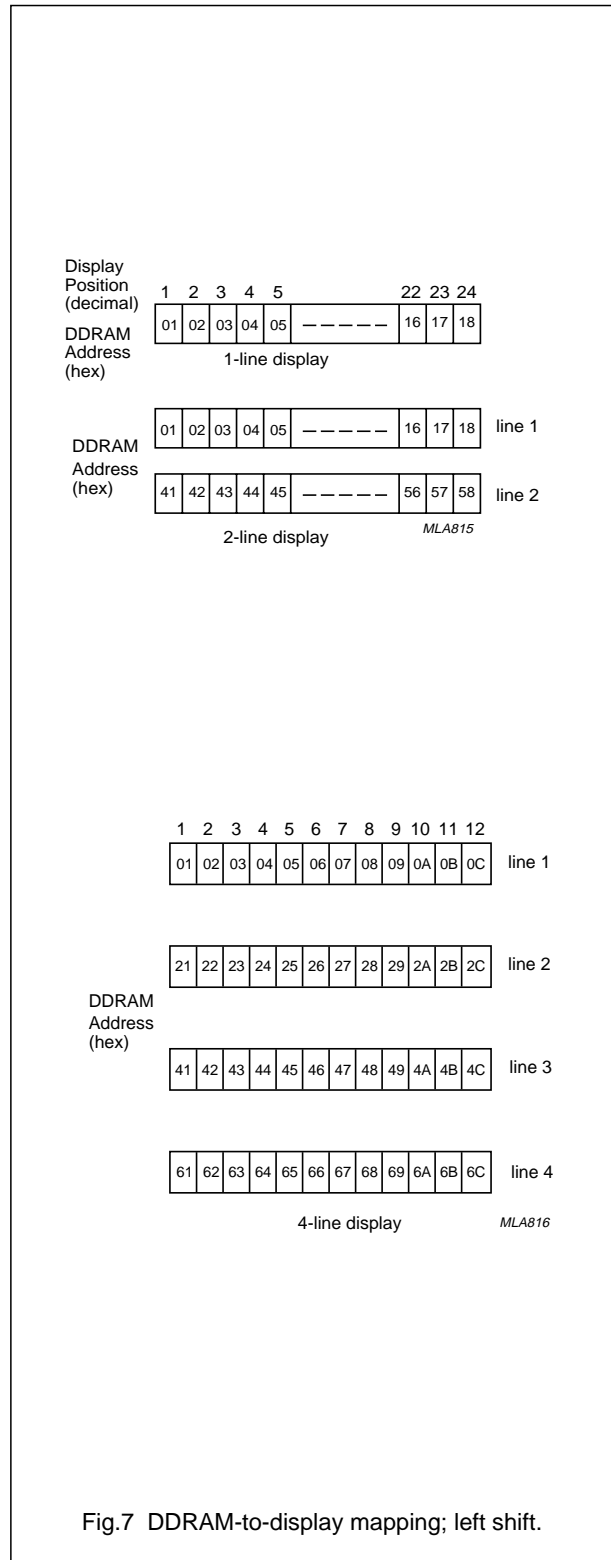 Display
Position
(decimal)
1 2 3 4 5 22 23 24
DDRAM
Address
(hex)
01 02 03 04 05 – – – – – 16 17 18
1-line display
DDRAM
Address
(hex)
01 02 03 04 05 – – – – – 16 17 18 line 1
41 42 43 44 45 – – – – – 56 57 58 line 2
2-line display
MLA815
1 2 3 4 5 6 7 8 9 10 11 12
01 02 03 04 05 06 07 08 09 0A 0B 0C line 1
21 22 23 24 25 26 27 28 29 2A 2B 2C line 2
DDRAM
Address
(hex)
41 42 43 44 45 46 47 48 49 4A 4B 4C line 3
61 62 63 64 65 66 67 68 69 6A 6B 6C line 4
4-line display
MLA816
Fig.7 DDRAM-to-display mapping; left shift.